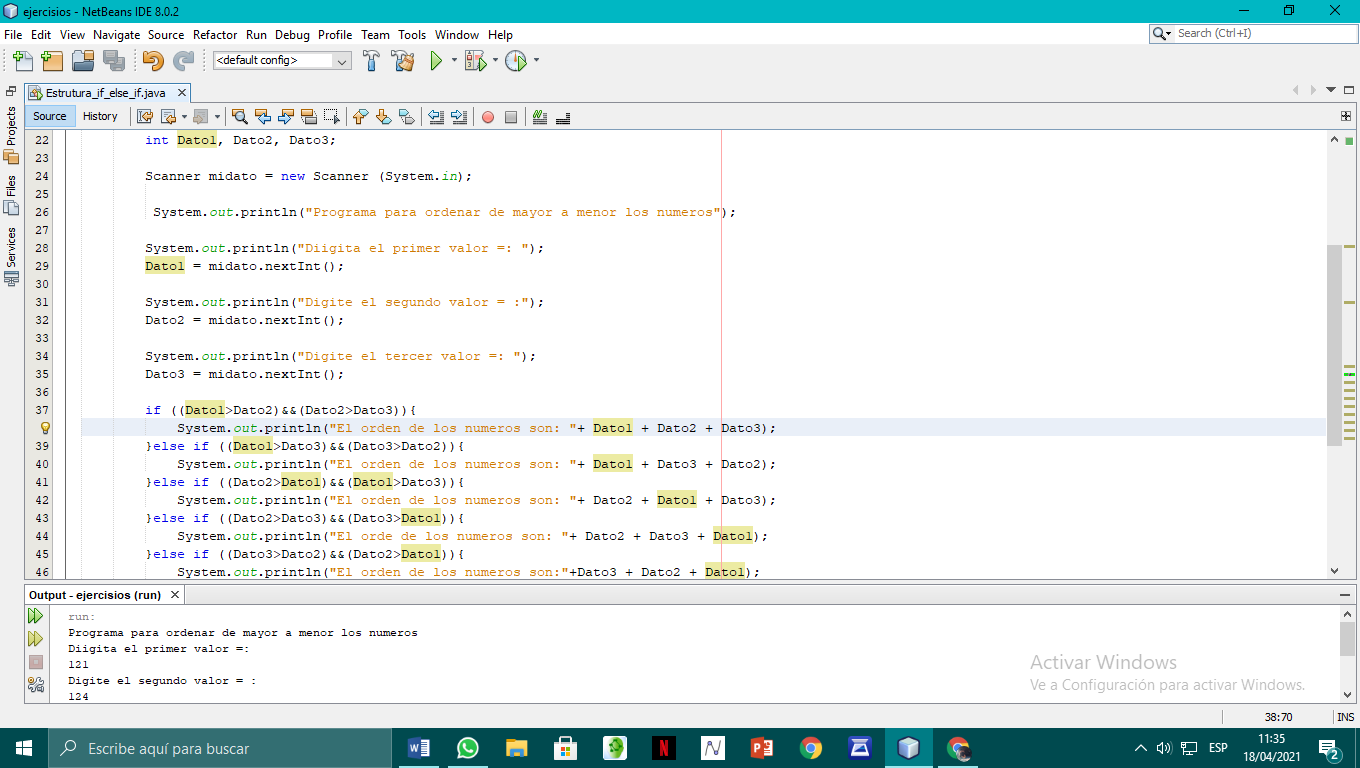 ejercisios - NetBeans IDE 8.0.2
File Edit View Navigate Source Refactor Run Debug Profile Team Tools Window Help
Search (Ctrl+I)
<default config>
Estrutura_if_else_if.java
Source History
Projects
Files
Services
22 int Dato1, Dato2, Dato3;
23
24 Scanner midato = new Scanner (System.in);
25
26 System.out.println("Programa para ordenar de mayor a menor los numeros");
27
28 System.out.println("Diigita el primer valor =: ");
29 Dato1 = midato.nextInt();
30
31 System.out.println("Digite el segundo valor = :");
32 Dato2 = midato.nextInt();
33
34 System.out.println("Digite el tercer valor =: ");
35 Dato3 = midato.nextInt();
36
37 if ((Dato1>Dato2)&&(Dato2>Dato3)){
System.out.println("El orden de los numeros son: "+ Dato1 + Dato2 + Dato3);
39 }else if ((Dato1>Dato3)&&(Dato3>Dato2)){
40 System.out.println("El orden de los numeros son: "+ Dato1 + Dato3 + Dato2);
41 }else if ((Dato2>Dato1)&&(Dato1>Dato3)){
42 System.out.println("El orden de los numeros son: "+ Dato2 + Dato1 + Dato3);
43 }else if ((Dato2>Dato3)&&(Dato3>Dato1)){
44 System.out.println("El orde de los numeros son: "+ Dato2 + Dato3 + Dato1);
45 }else if ((Dato3>Dato2)&&(Dato2>Dato1)){
46 System.out.println("El orden de los numeros son:"+Dato3 + Dato2 + Dato1);
Output - ejercisios (run)
run:
Programa para ordenar de mayor a menor los numeros
Diigita el primer valor =:
121
Digite el segundo valor = :
124
Activar Windows
Ve a Configuración para activar Windows.
38:70 INS
Escribe aquí para buscar
ESP
11:35
18/04/2021
2